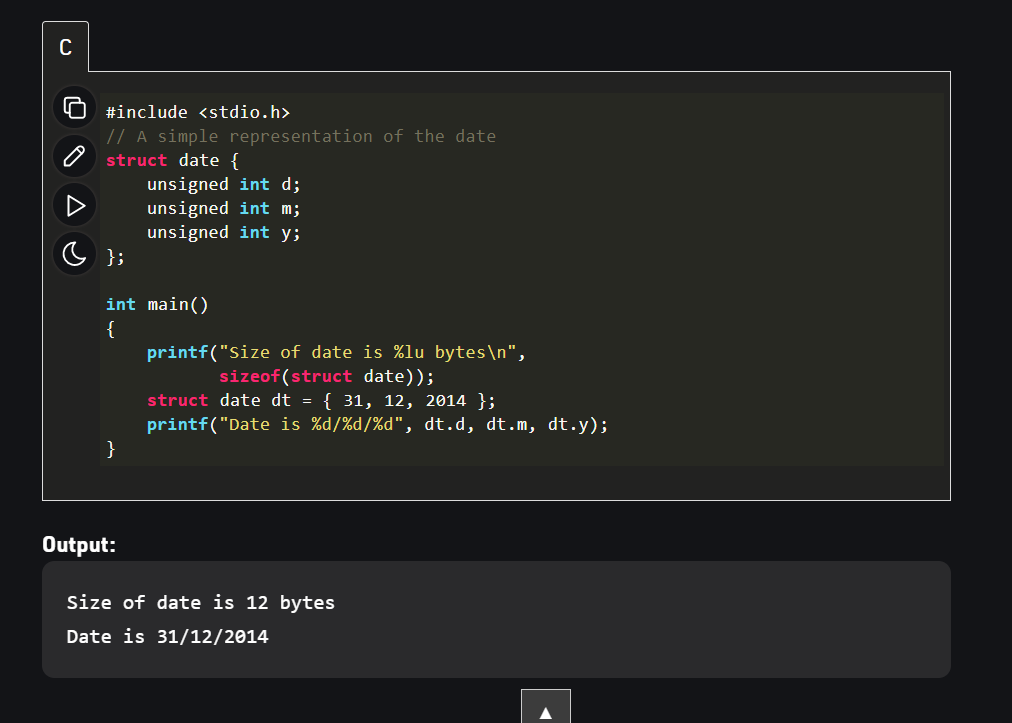 C
#include <stdio.h>
// A simple representation of the date
struct date {
    unsigned int d;
    unsigned int m;
    unsigned int y;
};

int main()
{
    printf("Size of date is %lu bytes\n",
           sizeof(struct date));
    struct date dt = { 31, 12, 2014 };
    printf("Date is %d/%d/%d", dt.d, dt.m, dt.y);
}
Output:
Size of date is 12 bytes
Date is 31/12/2014